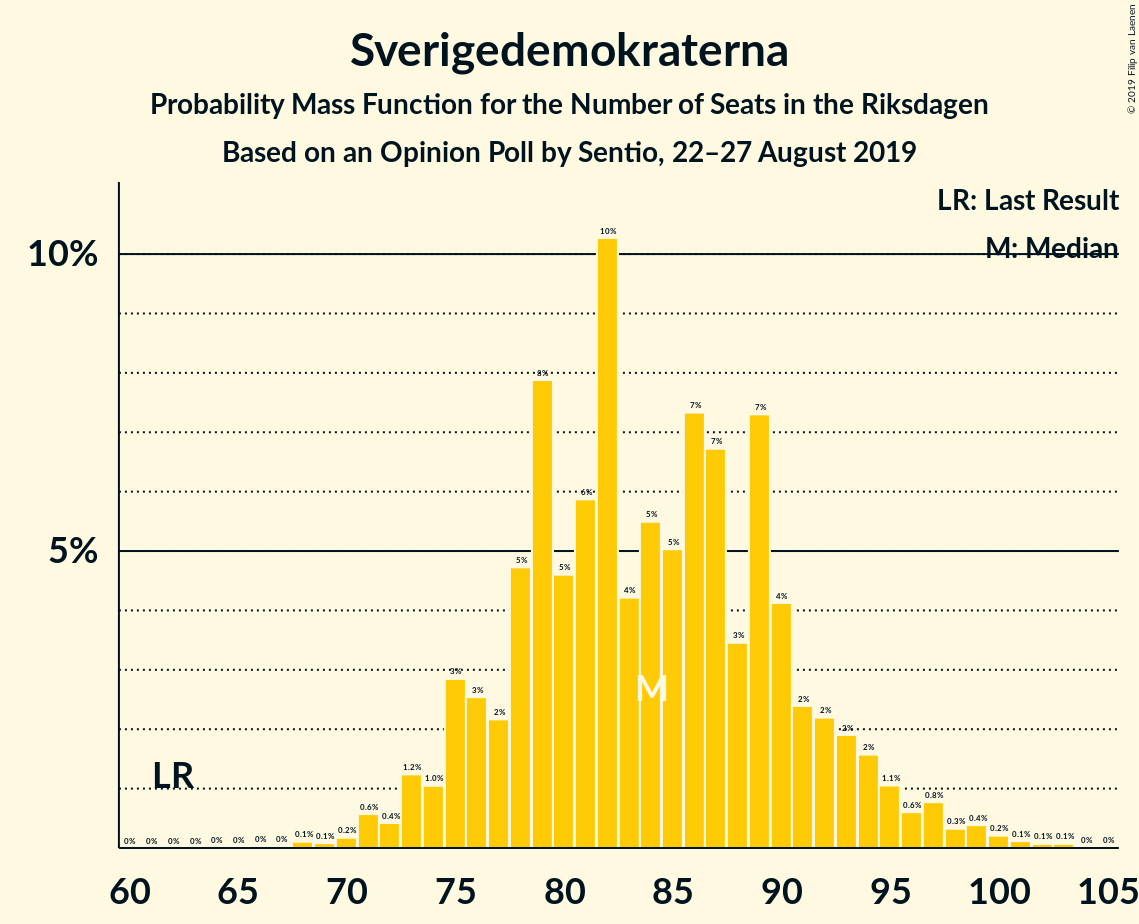 Sverigedemokraterna
Probability Mass Function for the Number of Seats in the Riksdagen
Based on an Opinion Poll by Sentio, 22–27 August 2019
© 2019 Filip van Laenen
LR: Last Result
M: Median
10%
5%
0% 0% 0% 0% 0% 0% 0% 0% 0.1% 0.1% 0.2% 0.6% 0.4% 1.2% 1.0% 3% 3% 2% 5% 8% 5% 6% 10% 4% 5% 5% 7% 7% 3% 7% 4% 2% 2% 2% 2% 1.1% 0.6% 0.8% 0.3% 0.4% 0.2% 0.1% 0.1% 0.1% 0% 0%
M
LR
60 65 70 75 80 85 90 95 100 105